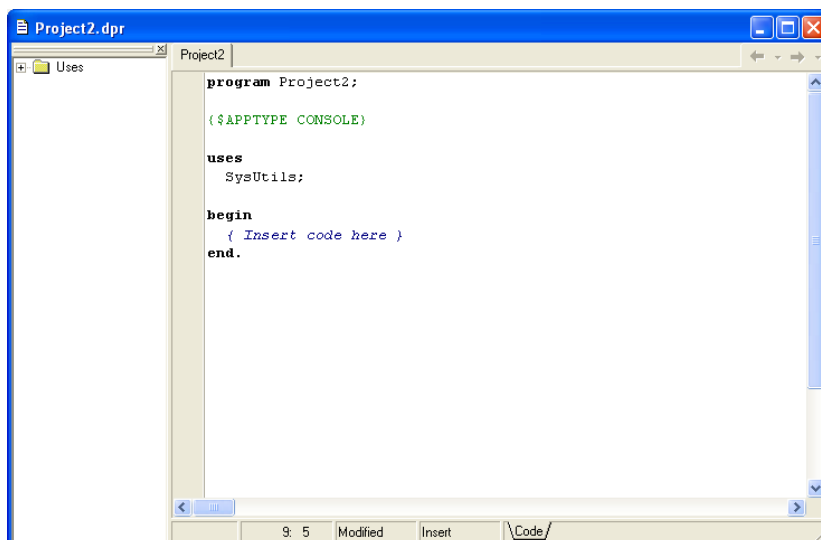 Project2.dpr
Uses
Project2
program Project2;
{$APPTYPE CONSOLE}
uses
SysUtils;
begin
{ Insert code here }
end.
9: 5 Modified Insert \Code/